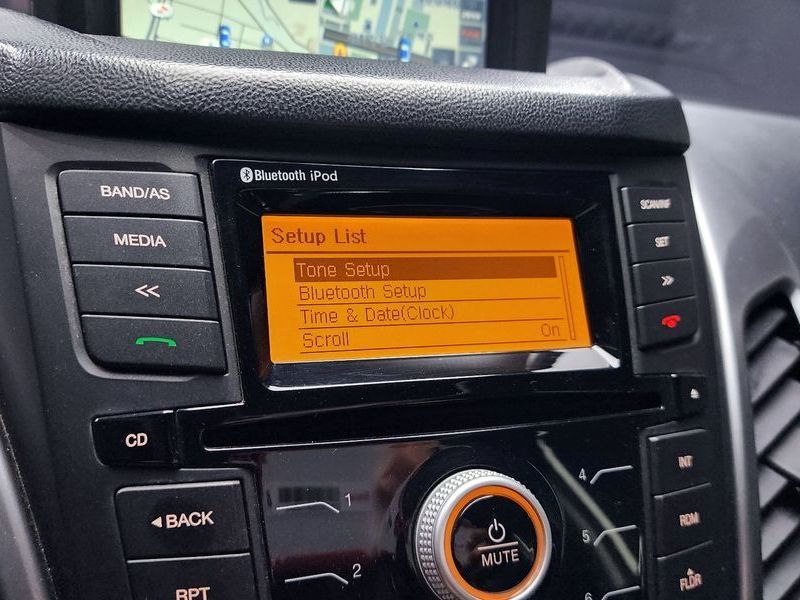 Bluetooth iPod
BAND/AS
MEDIA
Setup List
Tone Setup
Bluetooth Setup
Time & Date(Clock)
Scroll On
SCAN/INF
SET
CD
BACK
RPT
1
2
MUTE
4
5
6
INT
RDM
FLDR